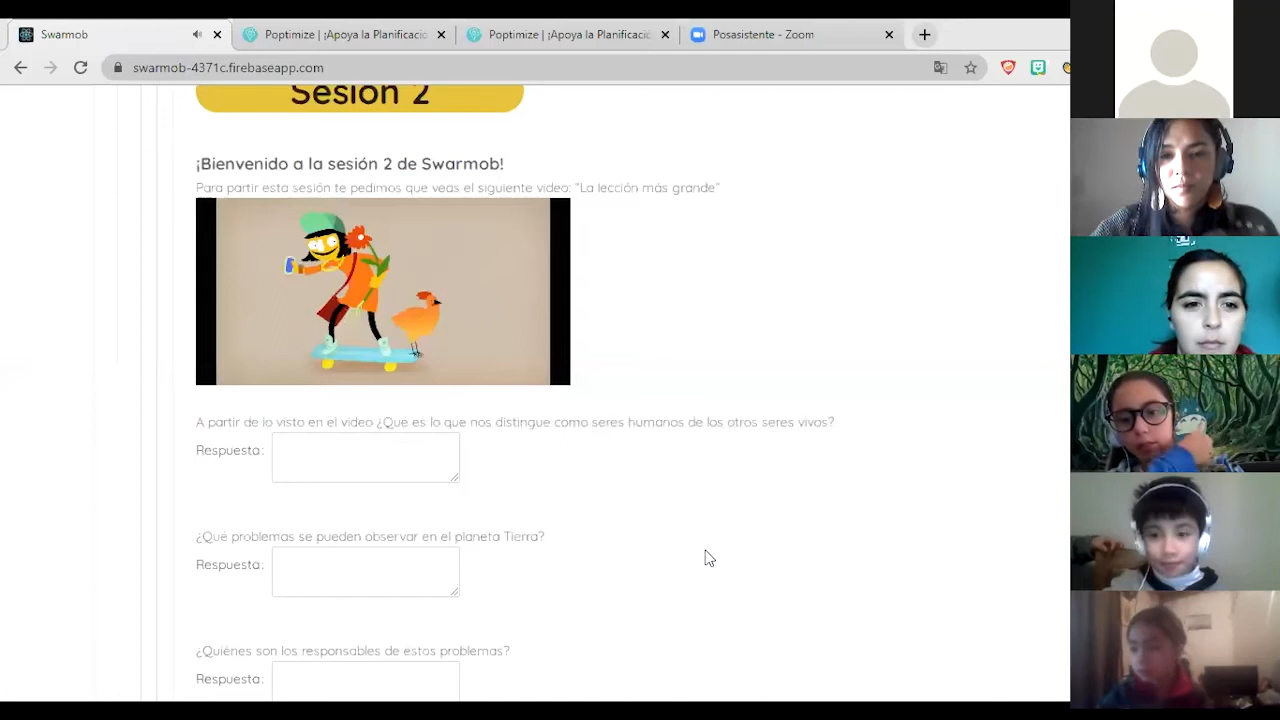 Swarmob
Poptimize | ¡Apoya la Planificació
Poptimize | ¡Apoya la Planificació
Posasistente - Zoom
swarmob-4371c.firebaseapp.com
Sesión 2
¡Bienvenido a la sesión 2 de Swarmob!
Para partir esta sesión te pedimos que veas el siguiente video: "La lección más grande"
A partir de lo visto en el video ¿Qué es lo que nos distingue como seres humanos de los otros seres vivos?
Respuesta:
¿Qué problemas se pueden observar en el planeta Tierra?
Respuesta:
¿Quiénes son los responsables de estos problemas?
Respuesta: